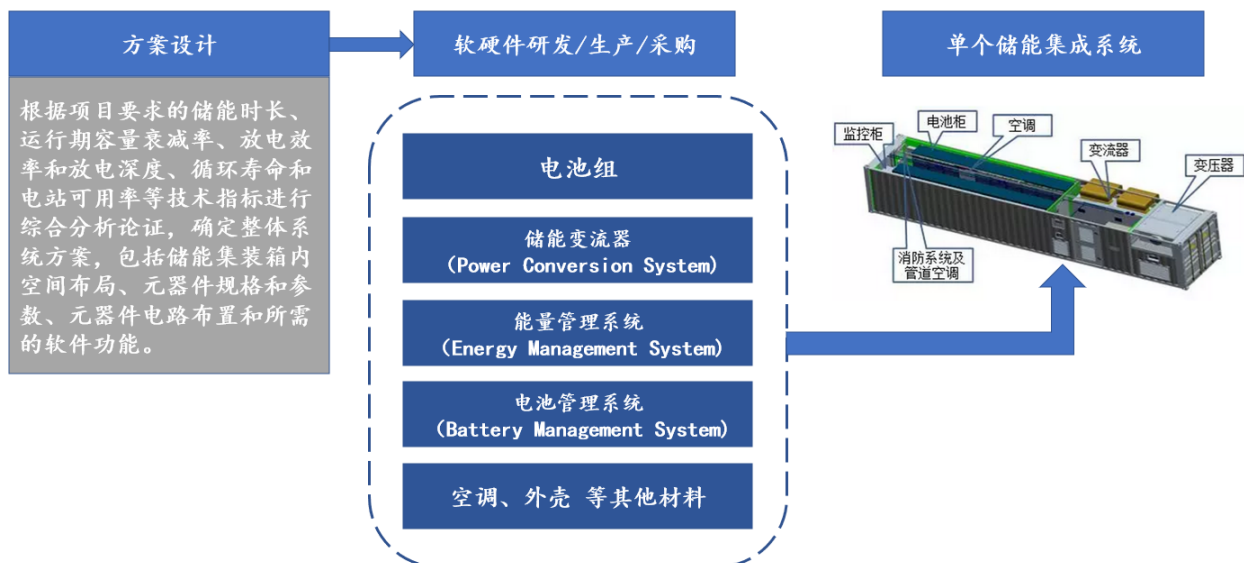 方案设计
根据项目要求的储能时长、
运行期容量衰减率、放电效
率和放电深度、循环寿命和
电站可用率等技术指标进行
综合分析论证，确定整体系
统方案，包括储能集装箱内
空间布局、元器件规格和参
数、元器件电路布置和所需
的软件功能。
软硬件研发/生产/采购
电池组
储能变流器
（Power Conversion System）
能量管理系统
（Energy Management System）
电池管理系统
（Battery Management System）
空调、外壳 等其他材料
单个储能集成系统
监控柜
电池柜
空调
变流器
变压器
消防系统及
管道空调